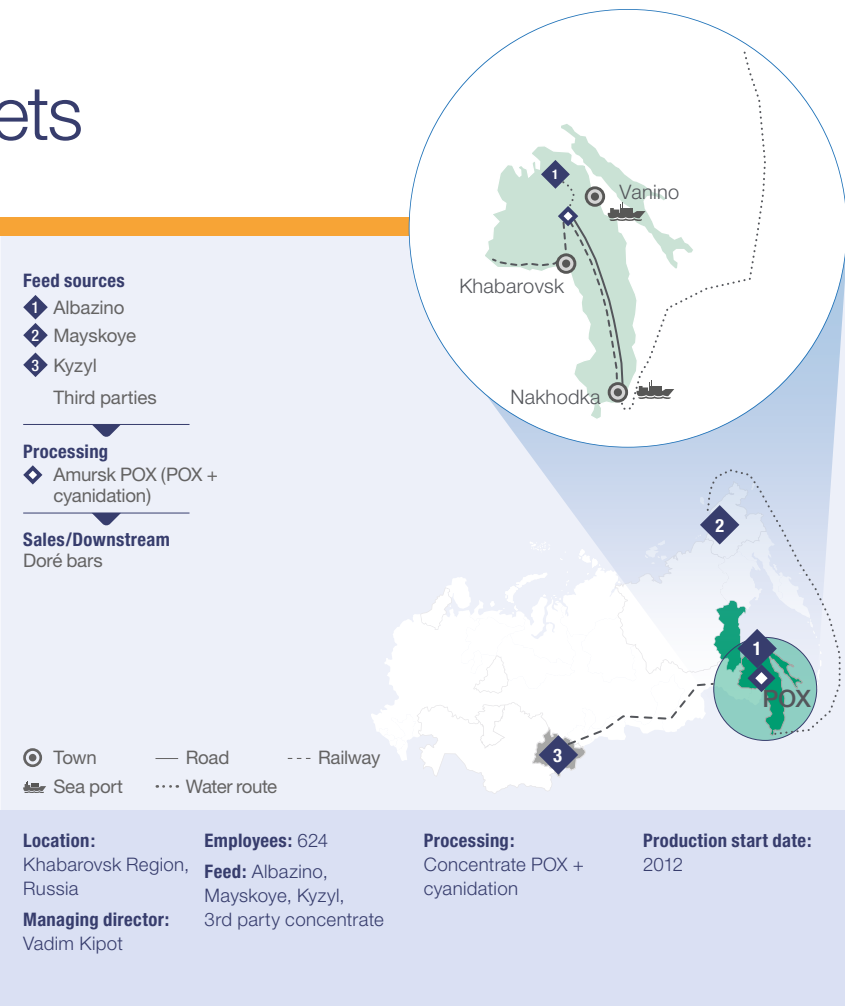 ets
1
Vanino
Khabarovsk
Nakhodka
Feed sources
1 Albazino
2 Mayskoye
3 Kyzyl
Third parties
Processing
Amursk POX (POX +
cyanidation)
Sales/Downstream
Doré bars
2
1
POX
3
Town
Road
Railway
Sea port
Water route
Location:
Khabarovsk Region,
Russia
Managing director:
Vadim Kipot
Employees: 624
Feed: Albazino,
Mayskoye, Kyzyl,
3rd party concentrate
Processing:
Concentrate POX +
cyanidation
Production start date:
2012